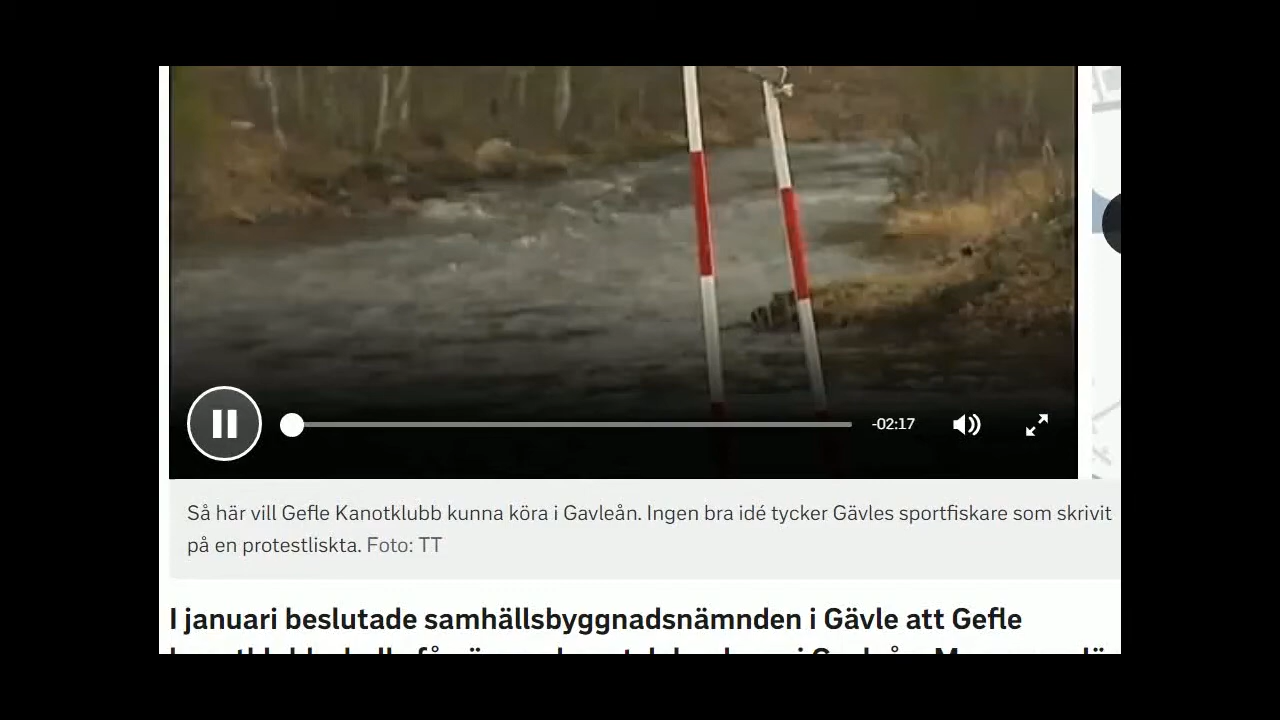 -02:17
Så här vill Gefle Kanotklubb kunna köra i Gavleån. Ingen bra idé tycker Gävles sportfiskare som skrivit
på en protestliskta. Foto: TT
I januari beslutade samhällsbyggnadsnämnden i Gävle att Gefle